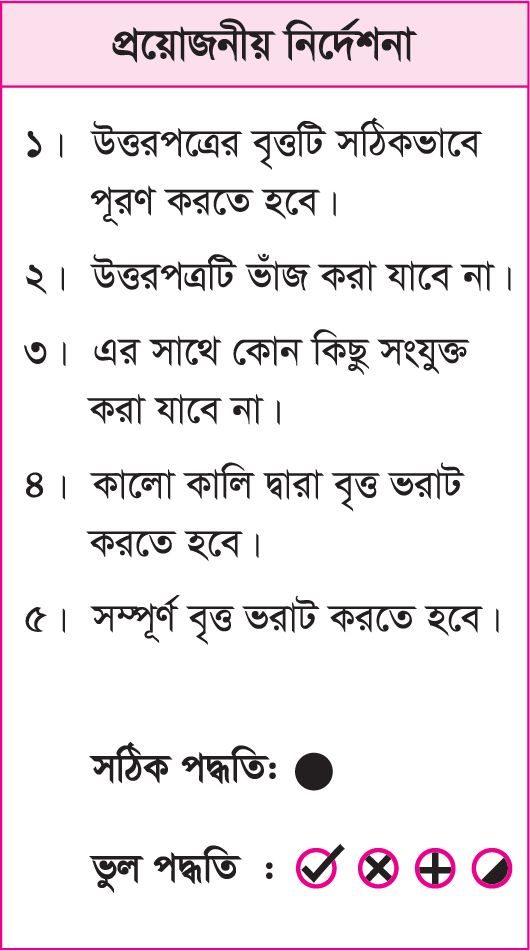 প্রয়োজনীয় নির্দেশনা
১। উত্তরপত্রের বৃত্তটি সঠিকভাবে
পূরণ করতে হবে।
২। উত্তরপত্রটি ভাঁজ করা যাবে না।
৩। এর সাথে কোন কিছু সংযুক্ত
করা যাবে না।
৪। কালো কালি দ্বারা বৃত্ত ভরাট
করতে হবে।
৫। সম্পূর্ণ বৃত্ত ভরাট করতে হবে।
সঠিক পদ্ধতি:
ভুল পদ্ধতি :